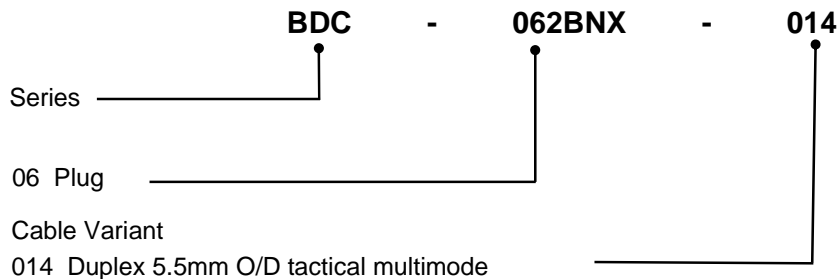 BDC - 062BNX - 014
Series
06 Plug
Cable Variant
014 Duplex 5.5mm O/D tactical multimode